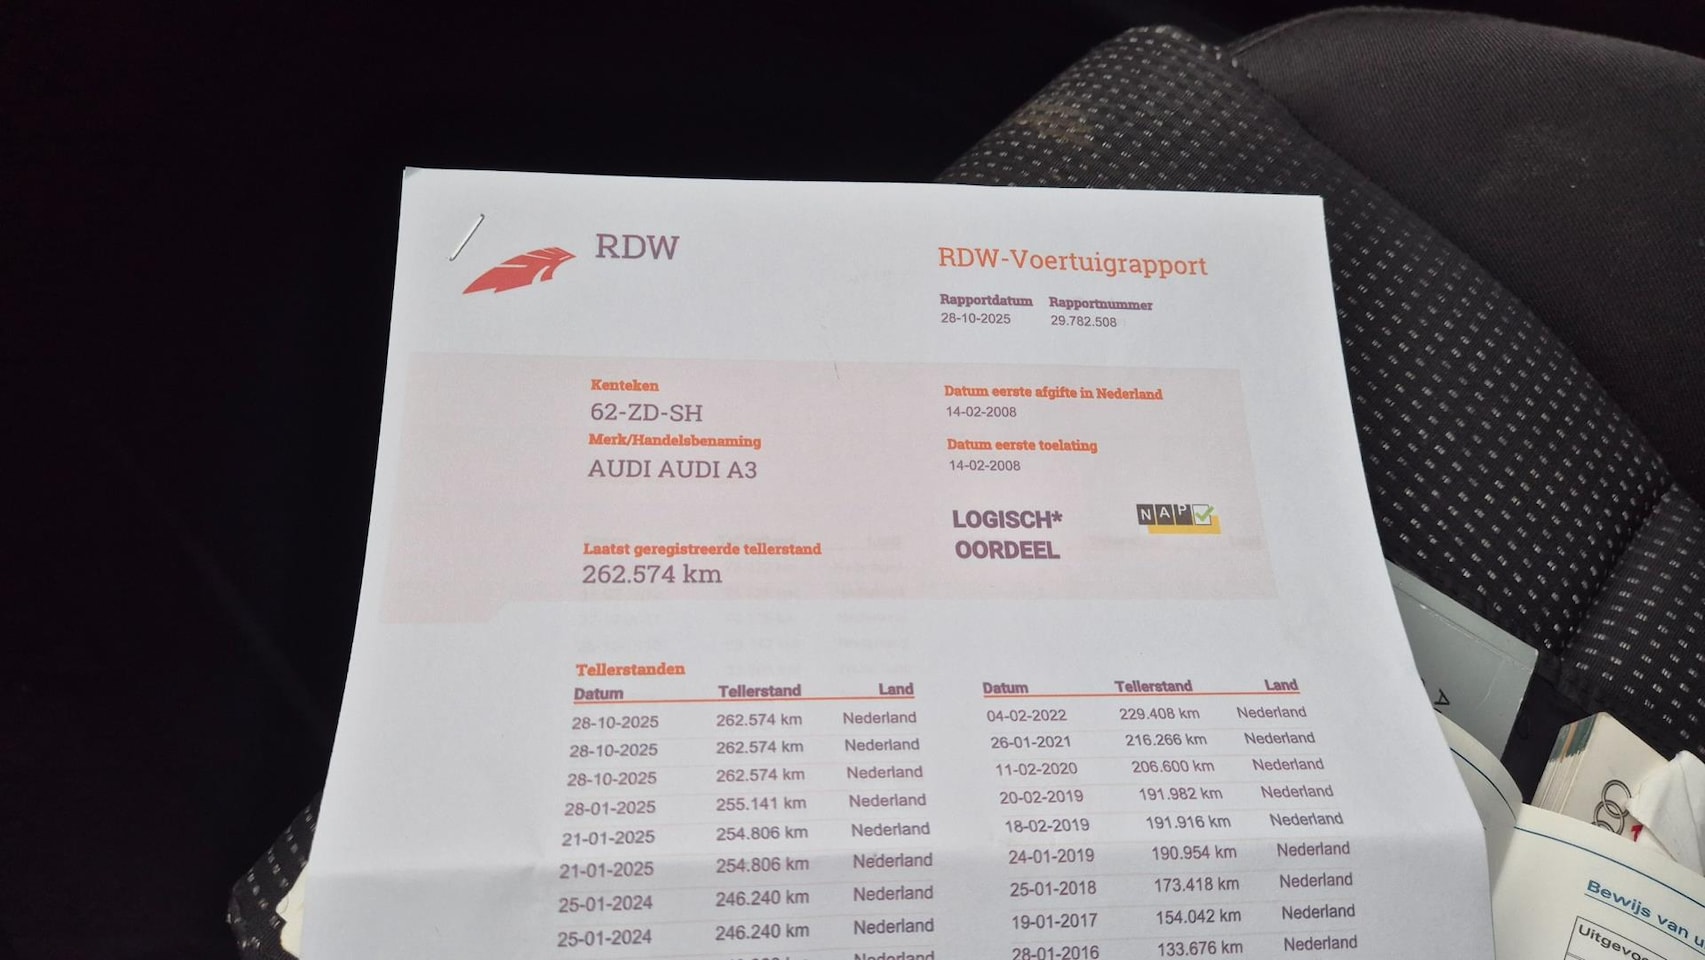 RDW
RDW-Voertuigrapport
Rapportdatum Rapportnummer
28-10-2025 29.782.508
Kenteken
62-ZD-SH
Merk/Handelsbenaming
AUDI AUDI A3
Laatst geregistreerde tellerstand
262.574 km
Datum eerste afgifte in Nederland
14-02-2008
Datum eerste toelating
14-02-2008
LOGISCH*
OORDEEL
NAP
Tellerstanden
Datum Tellerstand Land
28-10-2025 262.574 km Nederland
28-10-2025 262.574 km Nederland
28-10-2025 262.574 km Nederland
28-01-2025 255.141 km Nederland
21-01-2025 254.806 km Nederland
21-01-2025 254.806 km Nederland
25-01-2024 246.240 km Nederland
25-01-2024 246.240 km Nederland
Nederland
Datum Tellerstand Land
04-02-2022 229.408 km Nederland
26-01-2021 216.266 km Nederland
11-02-2020 206.600 km Nederland
20-02-2019 191.982 km Nederland
18-02-2019 191.916 km Nederland
24-01-2019 190.954 km Nederland
25-01-2018 173.418 km Nederland
19-01-2017 154.042 km Nederland
28-01-2016 133.676 km Nederland
Bewijs van u
Uitgevo